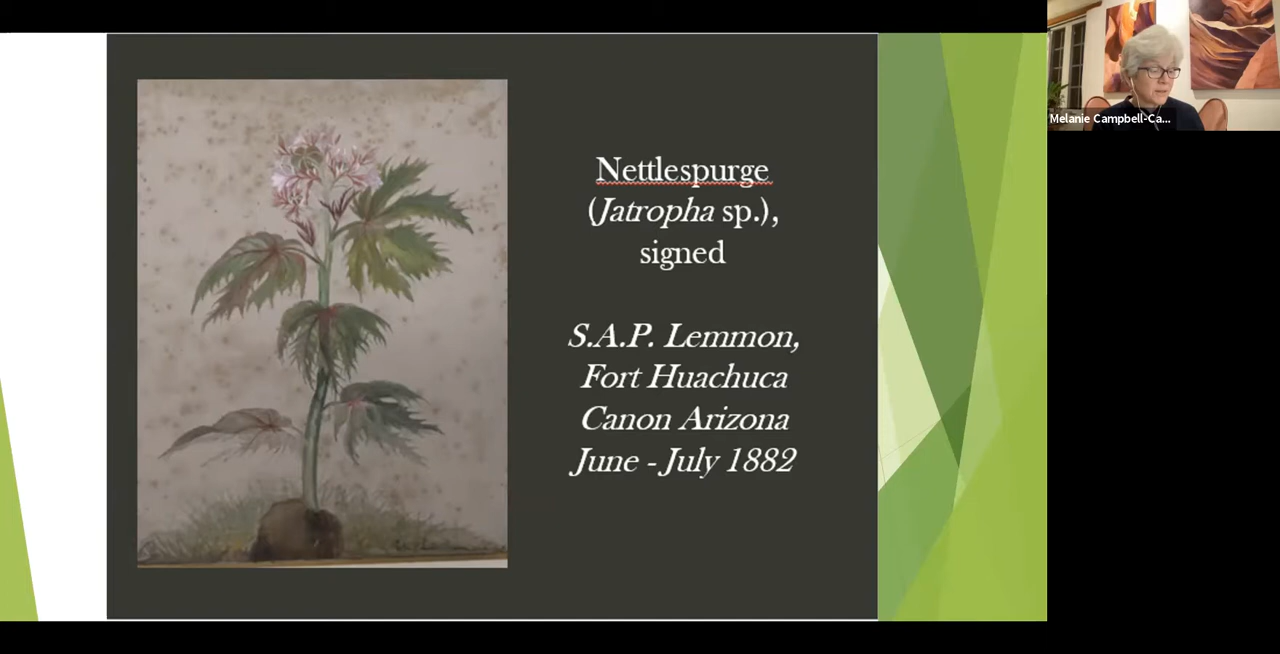 Nettlespurge
(Jatropha sp.),
signed
S.A.P. Lemmon,
Fort Huachuca
Canon Arizona
June - July 1882
Melanie Campbell-Ca...